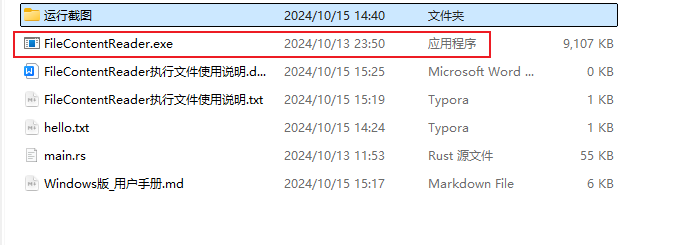 运行截图 2024/10/15 14:40 文件夹
FileContentReader.exe 2024/10/13 23:50 应用程序 9,107 KB
FileContentReader执行文件使用说明.d... 2024/10/15 15:25 Microsoft Word ... 0 KB
FileContentReader执行文件使用说明.txt 2024/10/15 15:19 Typora 1 KB
hello.txt 2024/10/15 14:24 Typora 1 KB
main.rs 2024/10/13 11:53 Rust 源文件 55 KB
Windows版_用户手册.md 2024/10/15 15:17 Markdown File 6 KB